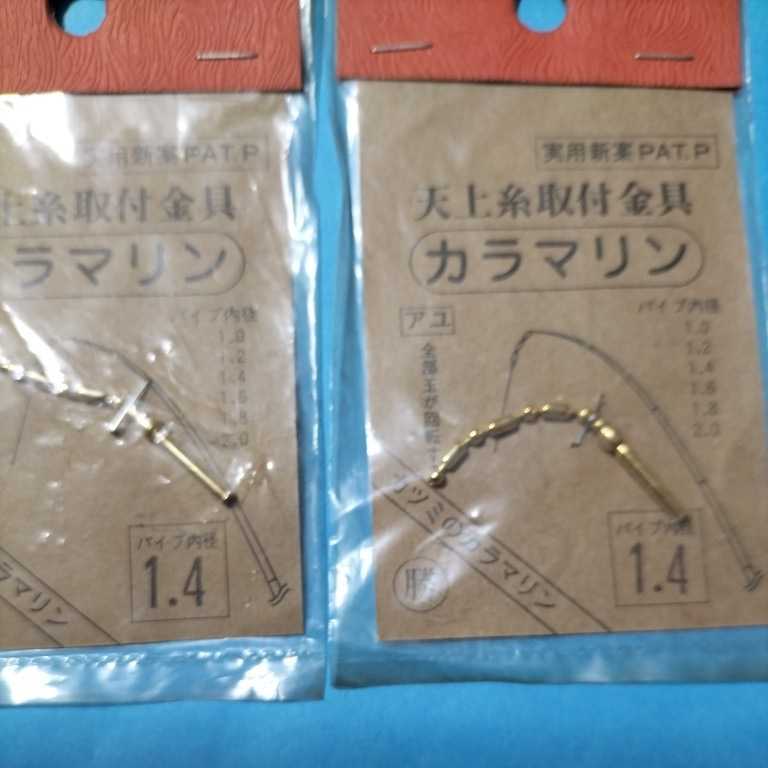 用新案PAT.P
上糸取付金具
ラマリン
パイプ内径
1.0
1.2
1.4
1.6
1.8
2.0
パイプ内径
1.4
ラマリン
実用新案PAT.P
天上糸取付金具
カラマリン
アユ
パイプ内径
1.0
1.2
1.4
1.6
1.8
2.0
全部玉が回転す
カツミのカラマリン
勝
パイプ内径
1.4